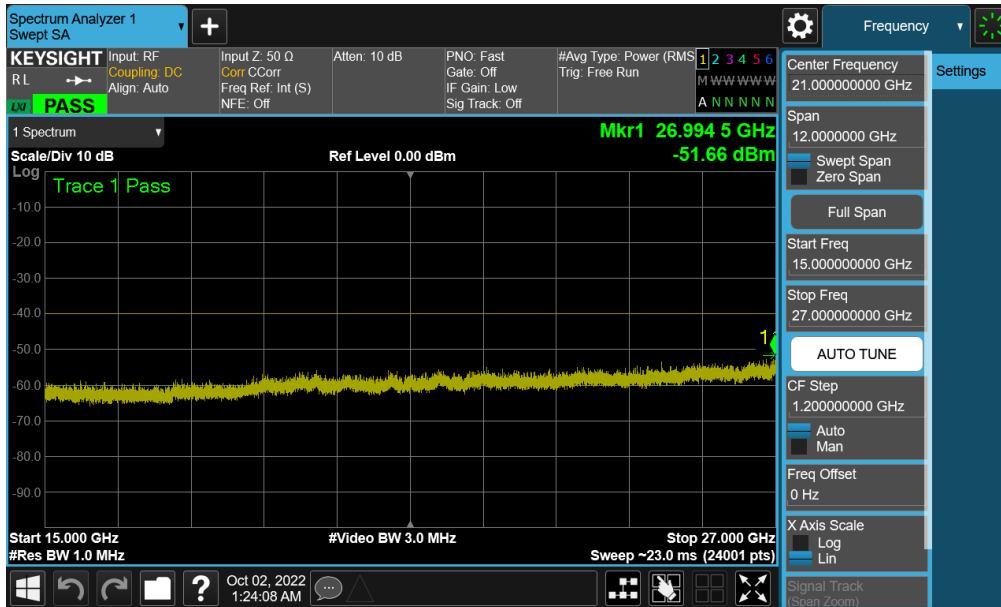 Spectrum Analyzer 1
Swept SA
+
Frequency
KEYSIGHT Input: RF Input Z: 50 Ω Atten: 10 dB PNO: Fast #Avg Type: Power (RMS 1 2 3 4 5 6
RL Coupling: DC Corr CCorr Gate: Off Trig: Free Run M W W W W W
Align: Auto Freq Ref: Int (S) IF Gain: Low
LXI PASS NFE: Off Sig Track: Off A N N N N N
1 Spectrum
Mkr1 26.994 5 GHz
Scale/Div 10 dB Ref Level 0.00 dBm -51.66 dBm
Log
Trace 1 Pass
-10.0
-20.0
-30.0
-40.0
1
-50.0
-60.0
-70.0
-80.0
-90.0
Start 15.000 GHz #Video BW 3.0 MHz Stop 27.000 GHz
#Res BW 1.0 MHz Sweep ~23.0 ms (24001 pts)
?
Oct 02, 2022
1:24:08 AM
Center Frequency
21.000000000 GHz
Settings
Span
12.0000000 GHz
Swept Span
Zero Span
Full Span
Start Freq
15.000000000 GHz
Stop Freq
27.000000000 GHz
AUTO TUNE
CF Step
1.200000000 GHz
Auto
Man
Freq Offset
0 Hz
X Axis Scale
Log
Lin
Signal Track
(Span Zoom)